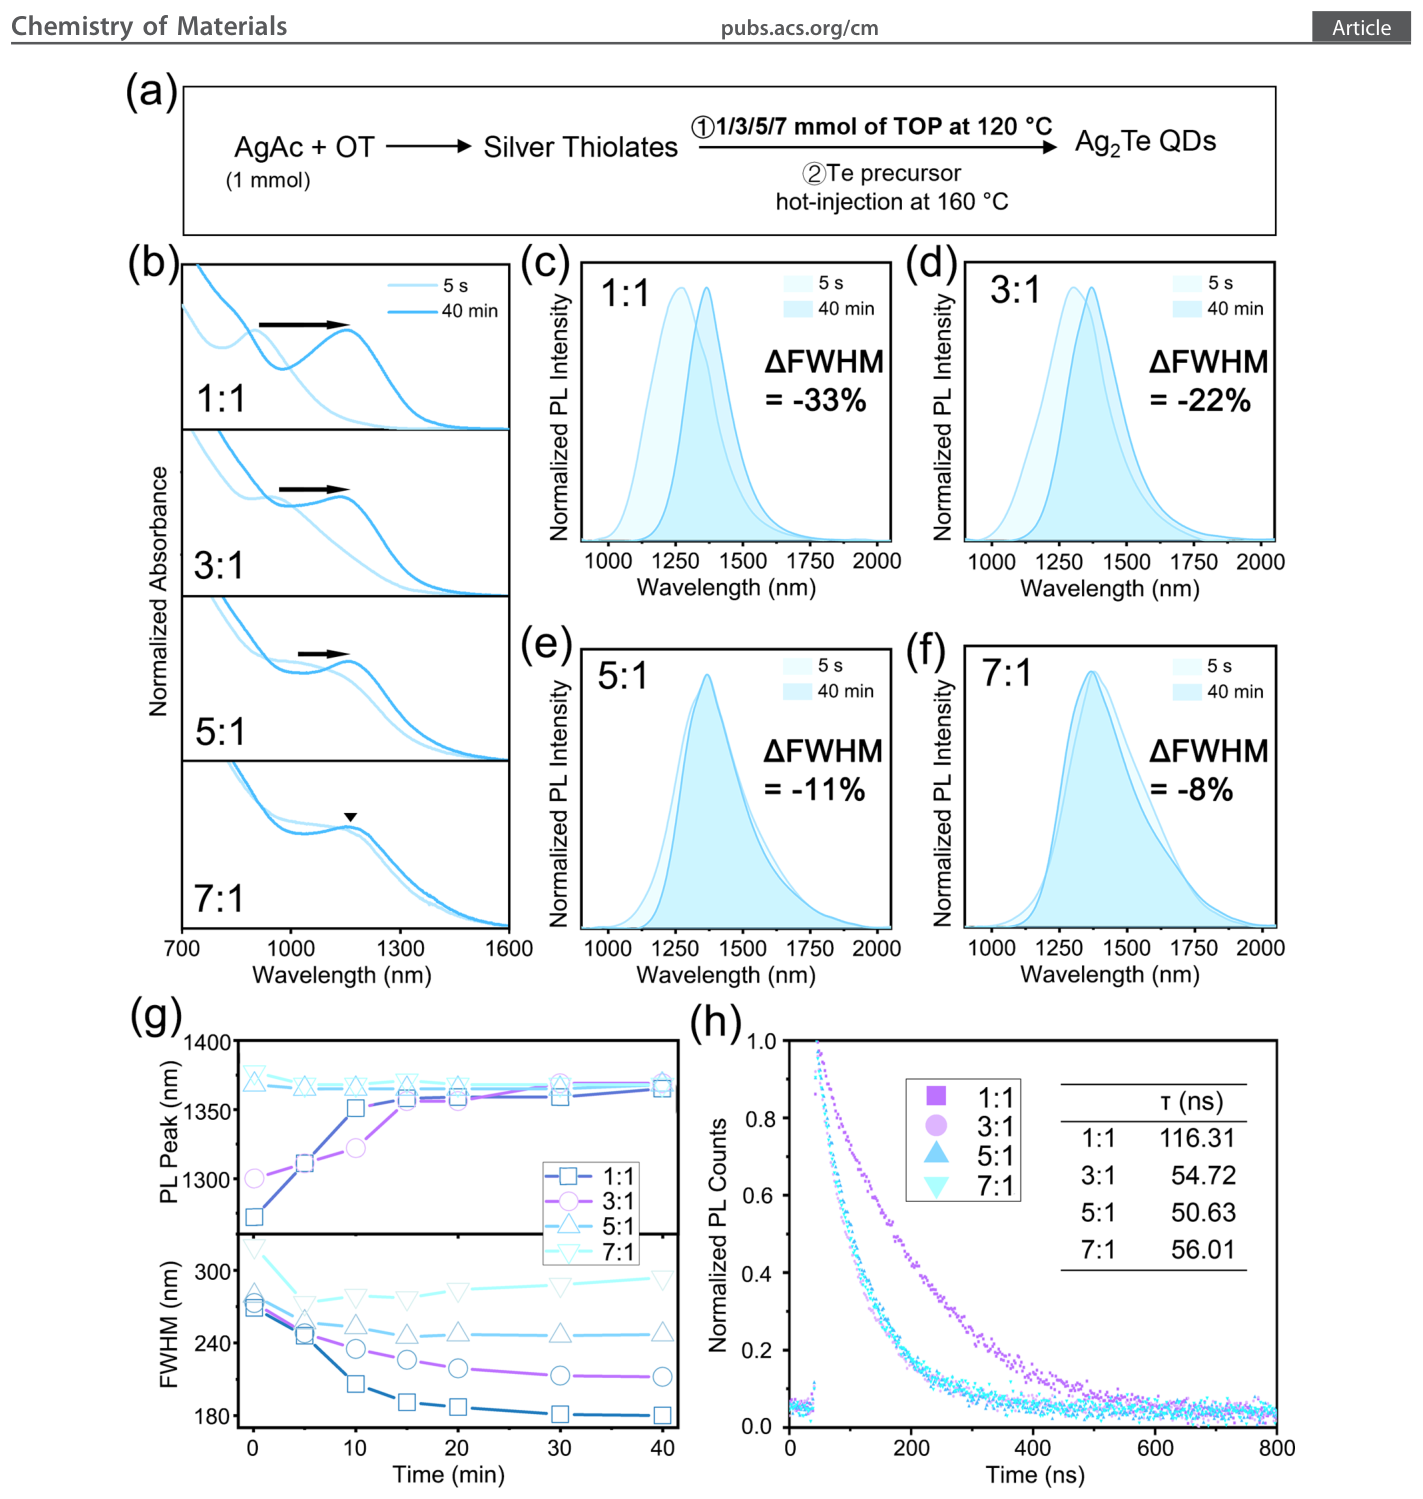 Chemistry of Materials
pubs.acs.org/cm
Article
(a)
AgAc + OT
(1 mmol)
Silver Thiolates
①1/3/5/7 mmol of TOP at 120 °C
②Te precursor
hot-injection at 160 °C
Ag₂Te QDs
(b)
5 s
40 min
1:1
3:1
5:1
7:1
Normalized Absorbance
700 1000 1300 1600
Wavelength (nm)
(c)
1:1
5 s
40 min
ΔFWHM
= -33%
Normalized PL Intensity
1000 1250 1500 1750 2000
Wavelength (nm)
(d)
3:1
5 s
40 min
ΔFWHM
= -22%
Normalized PL Intensity
1000 1250 1500 1750 2000
Wavelength (nm)
(e)
5:1
5 s
40 min
ΔFWHM
= -11%
Normalized PL Intensity
1000 1250 1500 1750 2000
Wavelength (nm)
(f)
7:1
5 s
40 min
ΔFWHM
= -8%
Normalized PL Intensity
1000 1250 1500 1750 2000
Wavelength (nm)
(g)
PL Peak (nm)
1400
1350
1300
1:1
3:1
5:1
7:1
FWHM (nm)
300
240
180
0 10 20 30 40
Time (min)
(h)
Normalized PL Counts
1.0
0.8
0.6
0.4
0.2
0.0
1:1
3:1
5:1
7:1
τ (ns)
1:1 116.31
3:1 54.72
5:1 50.63
7:1 56.01
0 200 400 600 800
Time (ns)